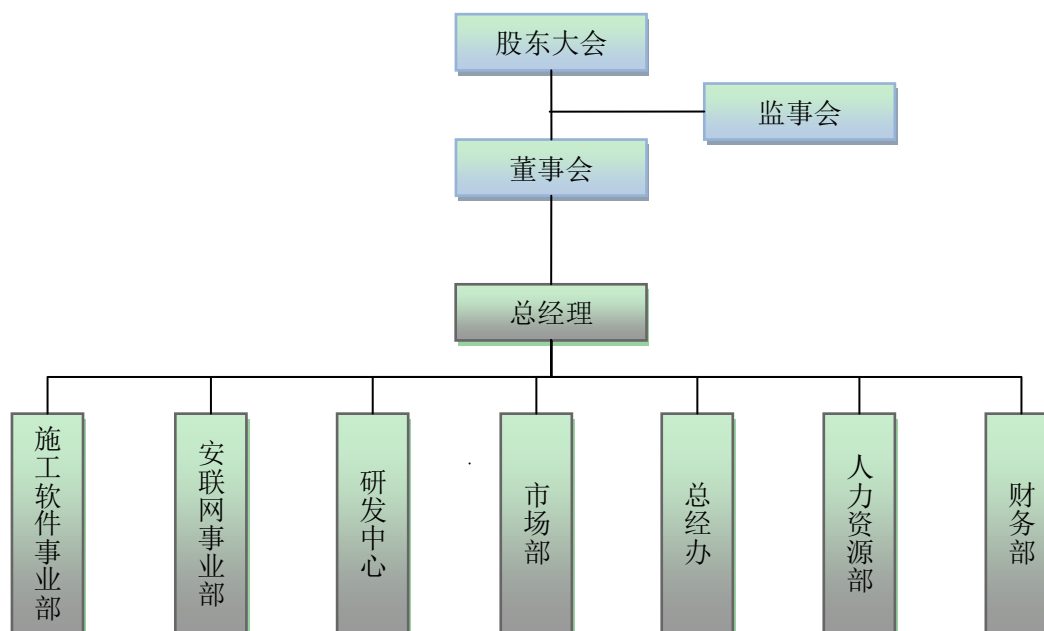 股东大会
监事会
董事会
总经理
施工软件事业部
安联网事业部
研发中心
市场部
总经办
人力资源部
财务部